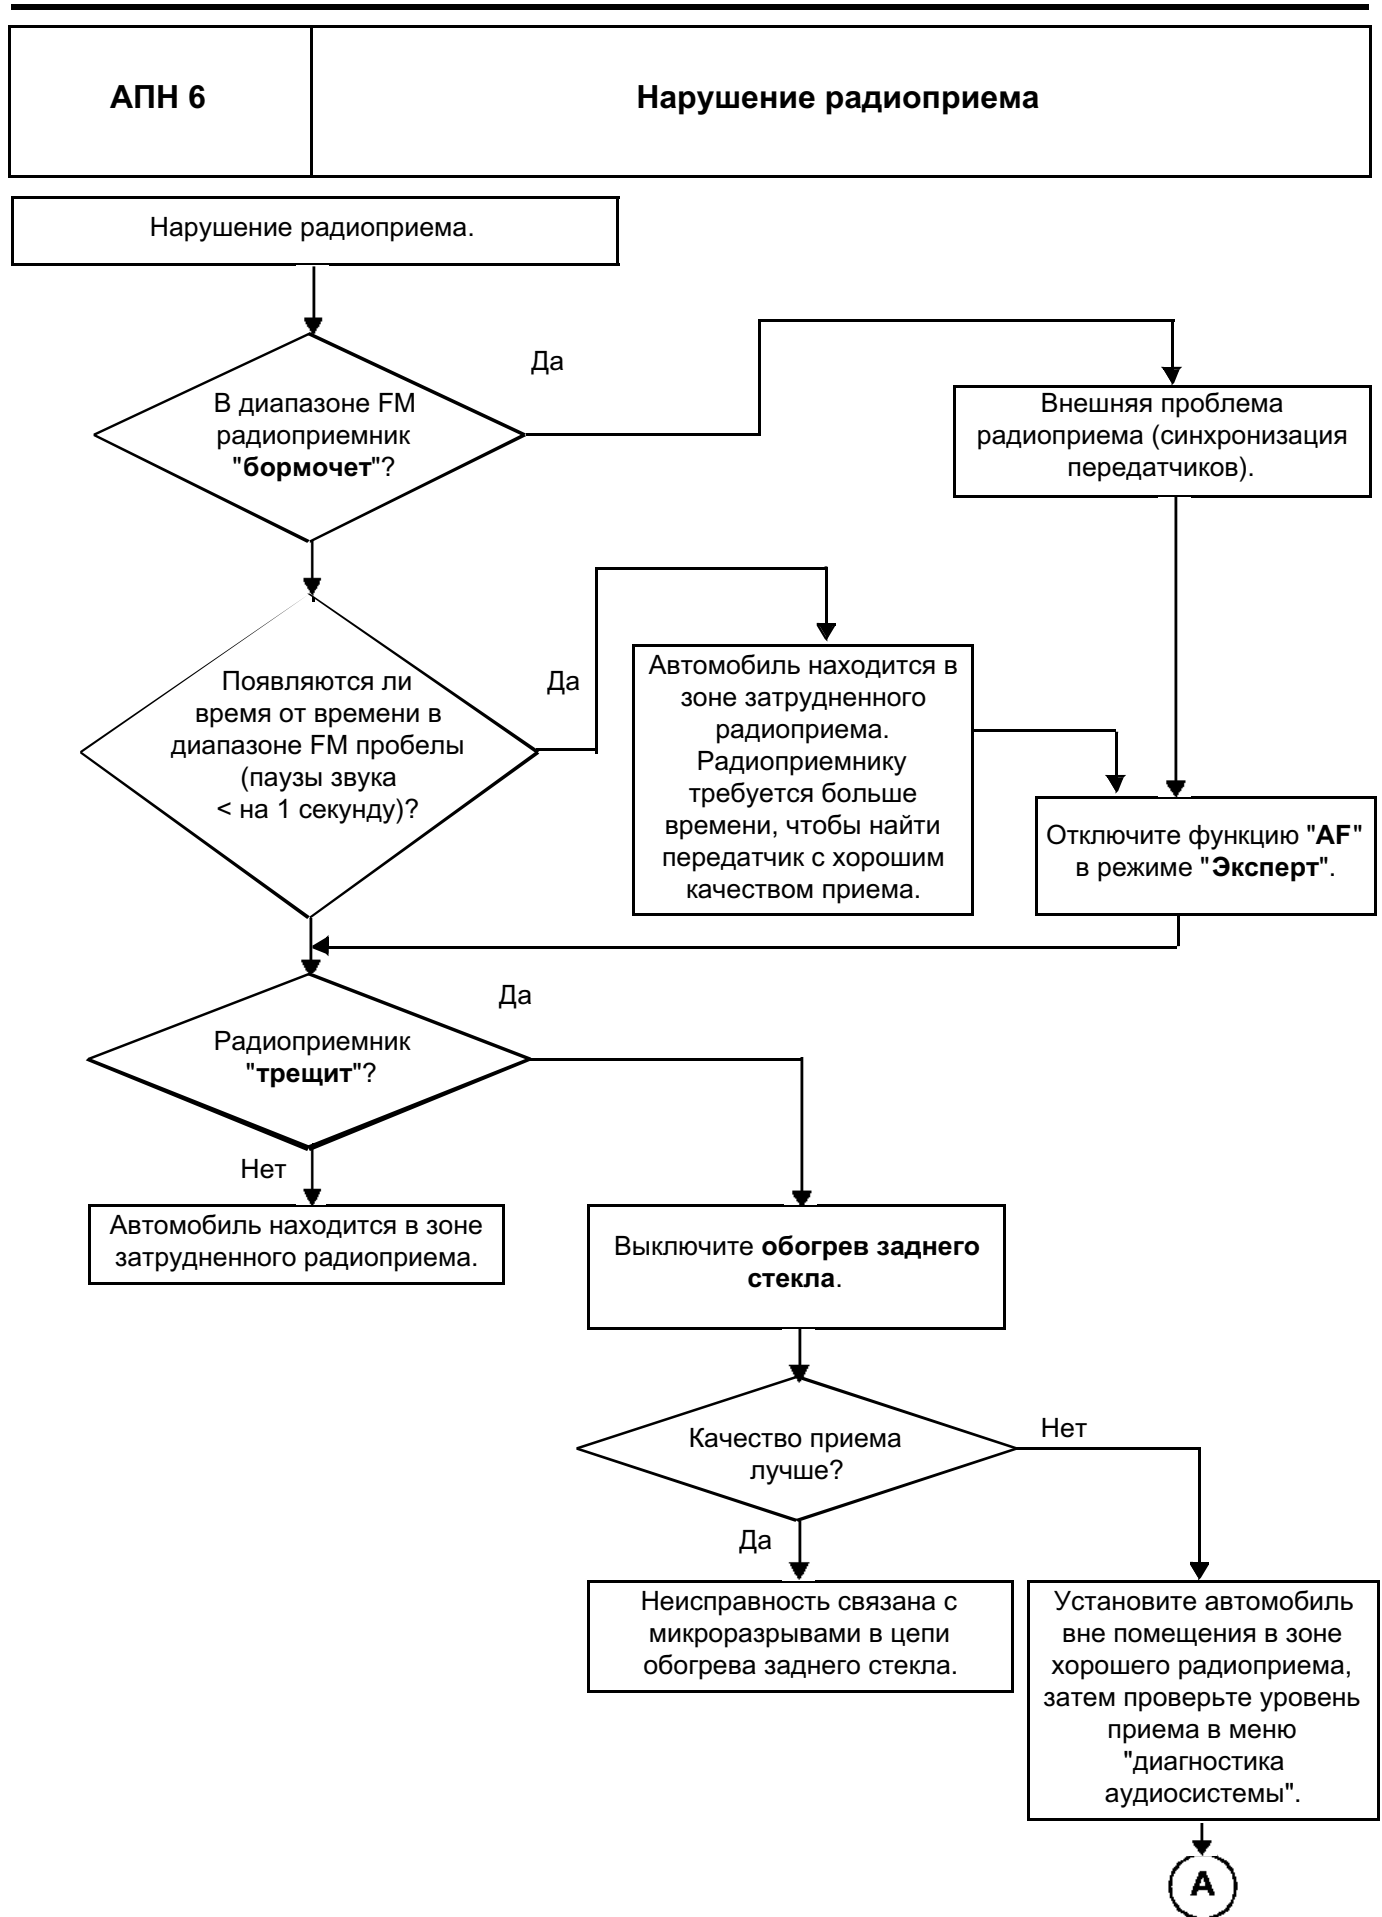 АПН 6
Нарушение радиоприема
Нарушение радиоприема.
Да
В диапазоне FM
радиоприемник
"бормочет"?
Внешняя проблема
радиоприема (синхронизация
передатчиков).
Появляются ли
время от времени в
диапазоне FM пробелы
(паузы звука
< на 1 секунду)?
Да
Автомобиль находится в
зоне затрудненного
радиоприема.
Радиоприемнику
требуется больше
времени, чтобы найти
передатчик с хорошим
качеством приема.
Отключите функцию "AF"
в режиме "Эксперт".
Да
Радиоприемник
"трещит"?
Нет
Автомобиль находится в зоне
затрудненного радиоприема.
Выключите обогрев заднего
стекла.
Качество приема
лучше?
Нет
Да
Неисправность связана с
микроразрывами в цепи
обогрева заднего стекла.
Установите автомобиль
вне помещения в зоне
хорошего радиоприема,
затем проверьте уровень
приема в меню
"диагностика
аудиосистемы".
А